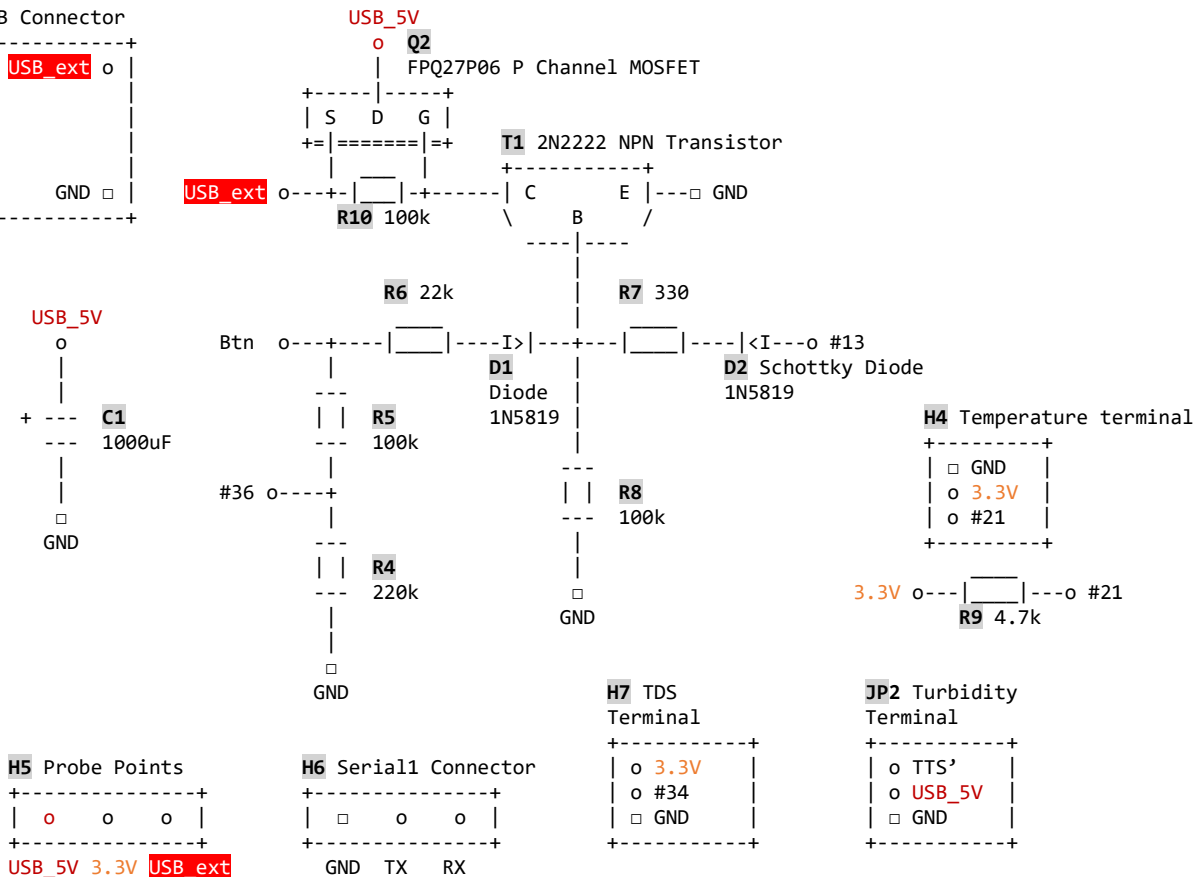 B Connector
USB_5V
Q2
USB_ext o
FPQ27P06 P Channel MOSFET
S D G
T1 2N2222 NPN Transistor
GND □
USB_ext o
C E
□ GND
R10 100k
B
R6 22k
R7 330
USB_5V
Btn o
o #13
D1
Diode
1N5819
D2 Schottky Diode
1N5819
+ --- C1
1000uF
R5
100k
H4 Temperature terminal
□ GND
o 3.3V
o #21
#36 o
R8
100k
GND
R4
220k
GND
3.3V o
o #21
R9 4.7k
GND
H7 TDS
Terminal
o 3.3V
o #34
□ GND
JP2 Turbidity
Terminal
o TTS’
o USB_5V
□ GND
H5 Probe Points
o o o
USB_5V 3.3V USB_ext
H6 Serial1 Connector
□ o o
GND TX RX